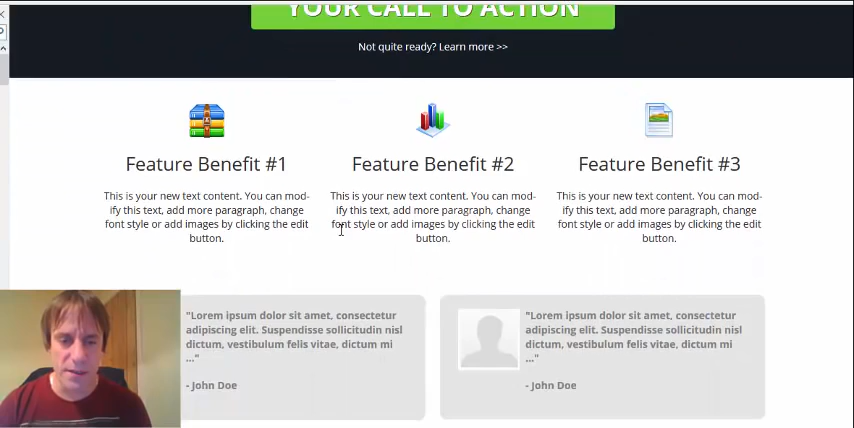 YOUR CALL TO ACTION
Not quite ready? Learn more >>
Feature Benefit #1
This is your new text content. You can mod-
ify this text, add more paragraph, change
font style or add images by clicking the edit
button.
Feature Benefit #2
This is your new text content. You can mod-
ify this text, add more paragraph, change
font style or add images by clicking the edit
button.
Feature Benefit #3
This is your new text content. You can mod-
ify this text, add more paragraph, change
font style or add images by clicking the edit
button.
"Lorem ipsum dolor sit amet, consectetur
adipiscing elit. Suspendisse sollicitudin nisl
dictum, vestibulum felis vitae, dictum mi
..."
- John Doe
"Lorem ipsum dolor sit amet, consectetur
adipiscing elit. Suspendisse sollicitudin nisl
dictum, vestibulum felis vitae, dictum mi
..."
- John Doe